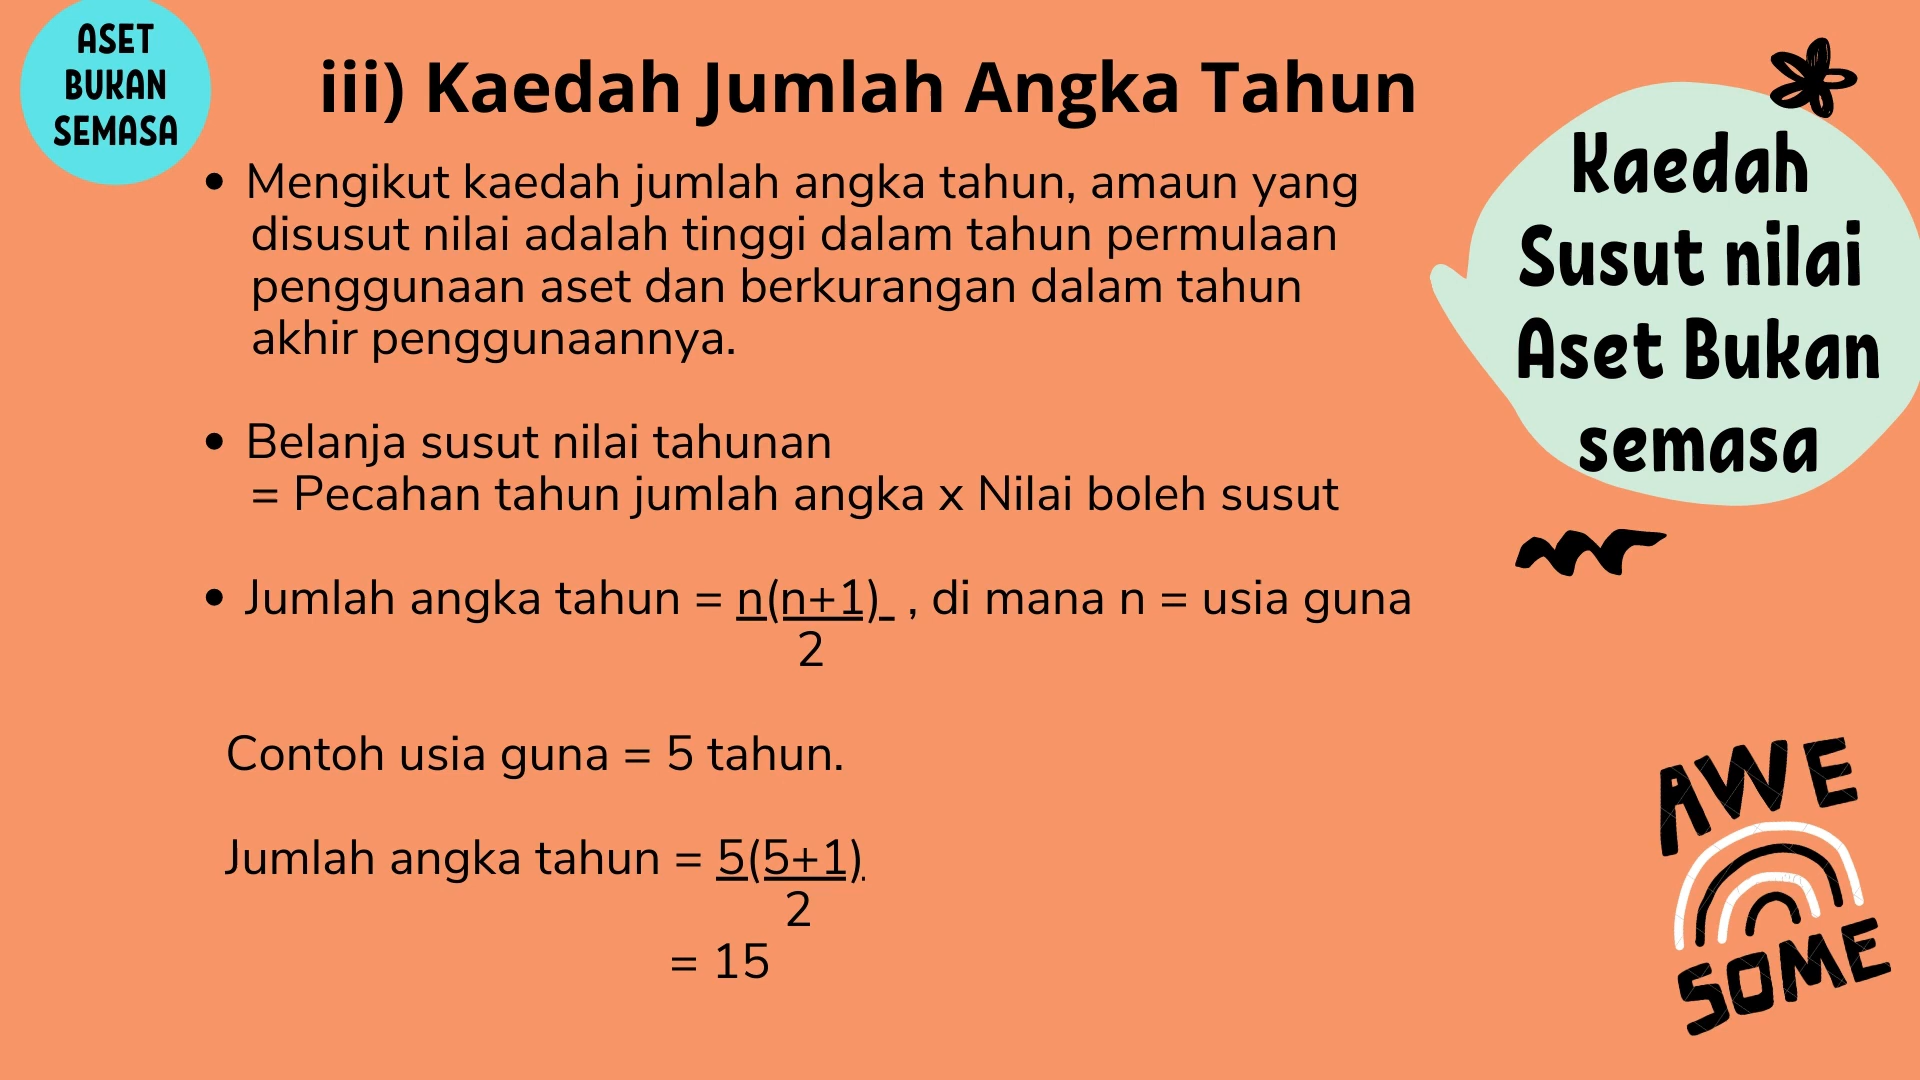 ASET
BUKAN
SEMASA
iii) Kaedah Jumlah Angka Tahun
• Mengikut kaedah jumlah angka tahun, amaun yang
disusut nilai adalah tinggi dalam tahun permulaan
penggunaan aset dan berkurangan dalam tahun
akhir penggunaannya.
• Belanja susut nilai tahunan
= Pecahan tahun jumlah angka x Nilai boleh susut
• Jumlah angka tahun = n(n+1)_ , di mana n = usia guna
2
Contoh usia guna = 5 tahun.
Jumlah angka tahun = 5(5+1).
2
= 15
Kaedah
Susut nilai
Aset Bukan
semasa
AWE
SOME